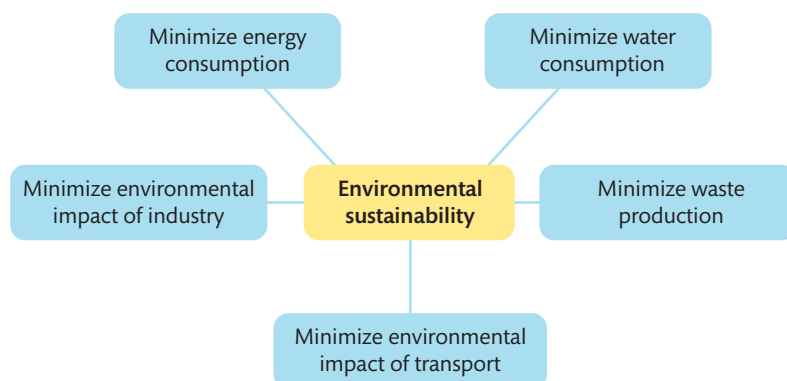 Minimize energy
consumption
Minimize water
consumption
Minimize environmental
impact of industry
Environmental
sustainability
Minimize waste
production
Minimize environmental
impact of transport